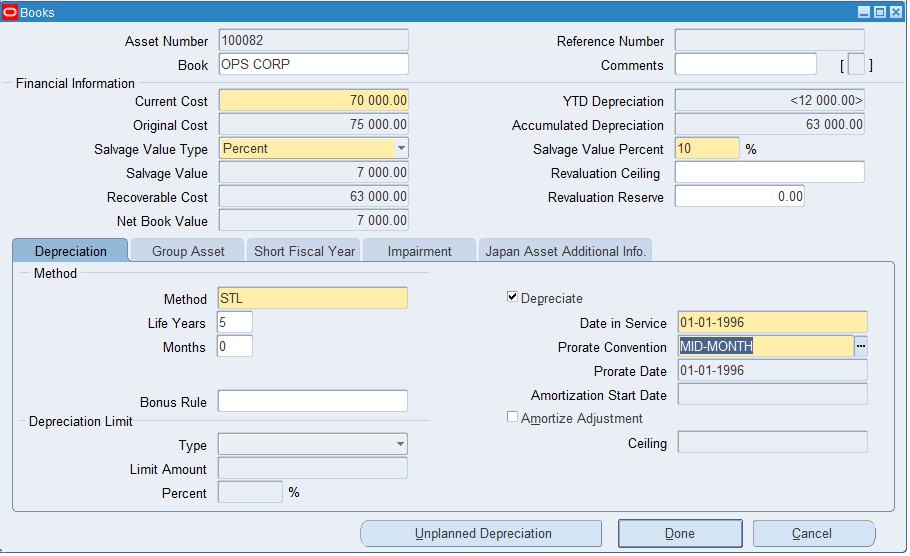 Books
Asset Number 100082 Reference Number
Book OPS CORP Comments [ ]
Financial Information
Current Cost 70 000.00 YTD Depreciation <12 000.00>
Original Cost 75 000.00 Accumulated Depreciation 63 000.00
Salvage Value Type Percent Salvage Value Percent 10 %
Salvage Value 7 000.00 Revaluation Ceiling
Recoverable Cost 63 000.00 Revaluation Reserve 0.00
Net Book Value 7 000.00
Depreciation Group Asset Short Fiscal Year Impairment Japan Asset Additional Info.
Method
Method STL Depreciate
Life Years 5 Date in Service 01-01-1996
Months 0 Prorate Convention MID-MONTH ...
Prorate Date 01-01-1996
Amortization Start Date
Bonus Rule
Depreciation Limit Amortize Adjustment
Type Ceiling
Limit Amount
Percent %
Unplanned Depreciation Done Cancel